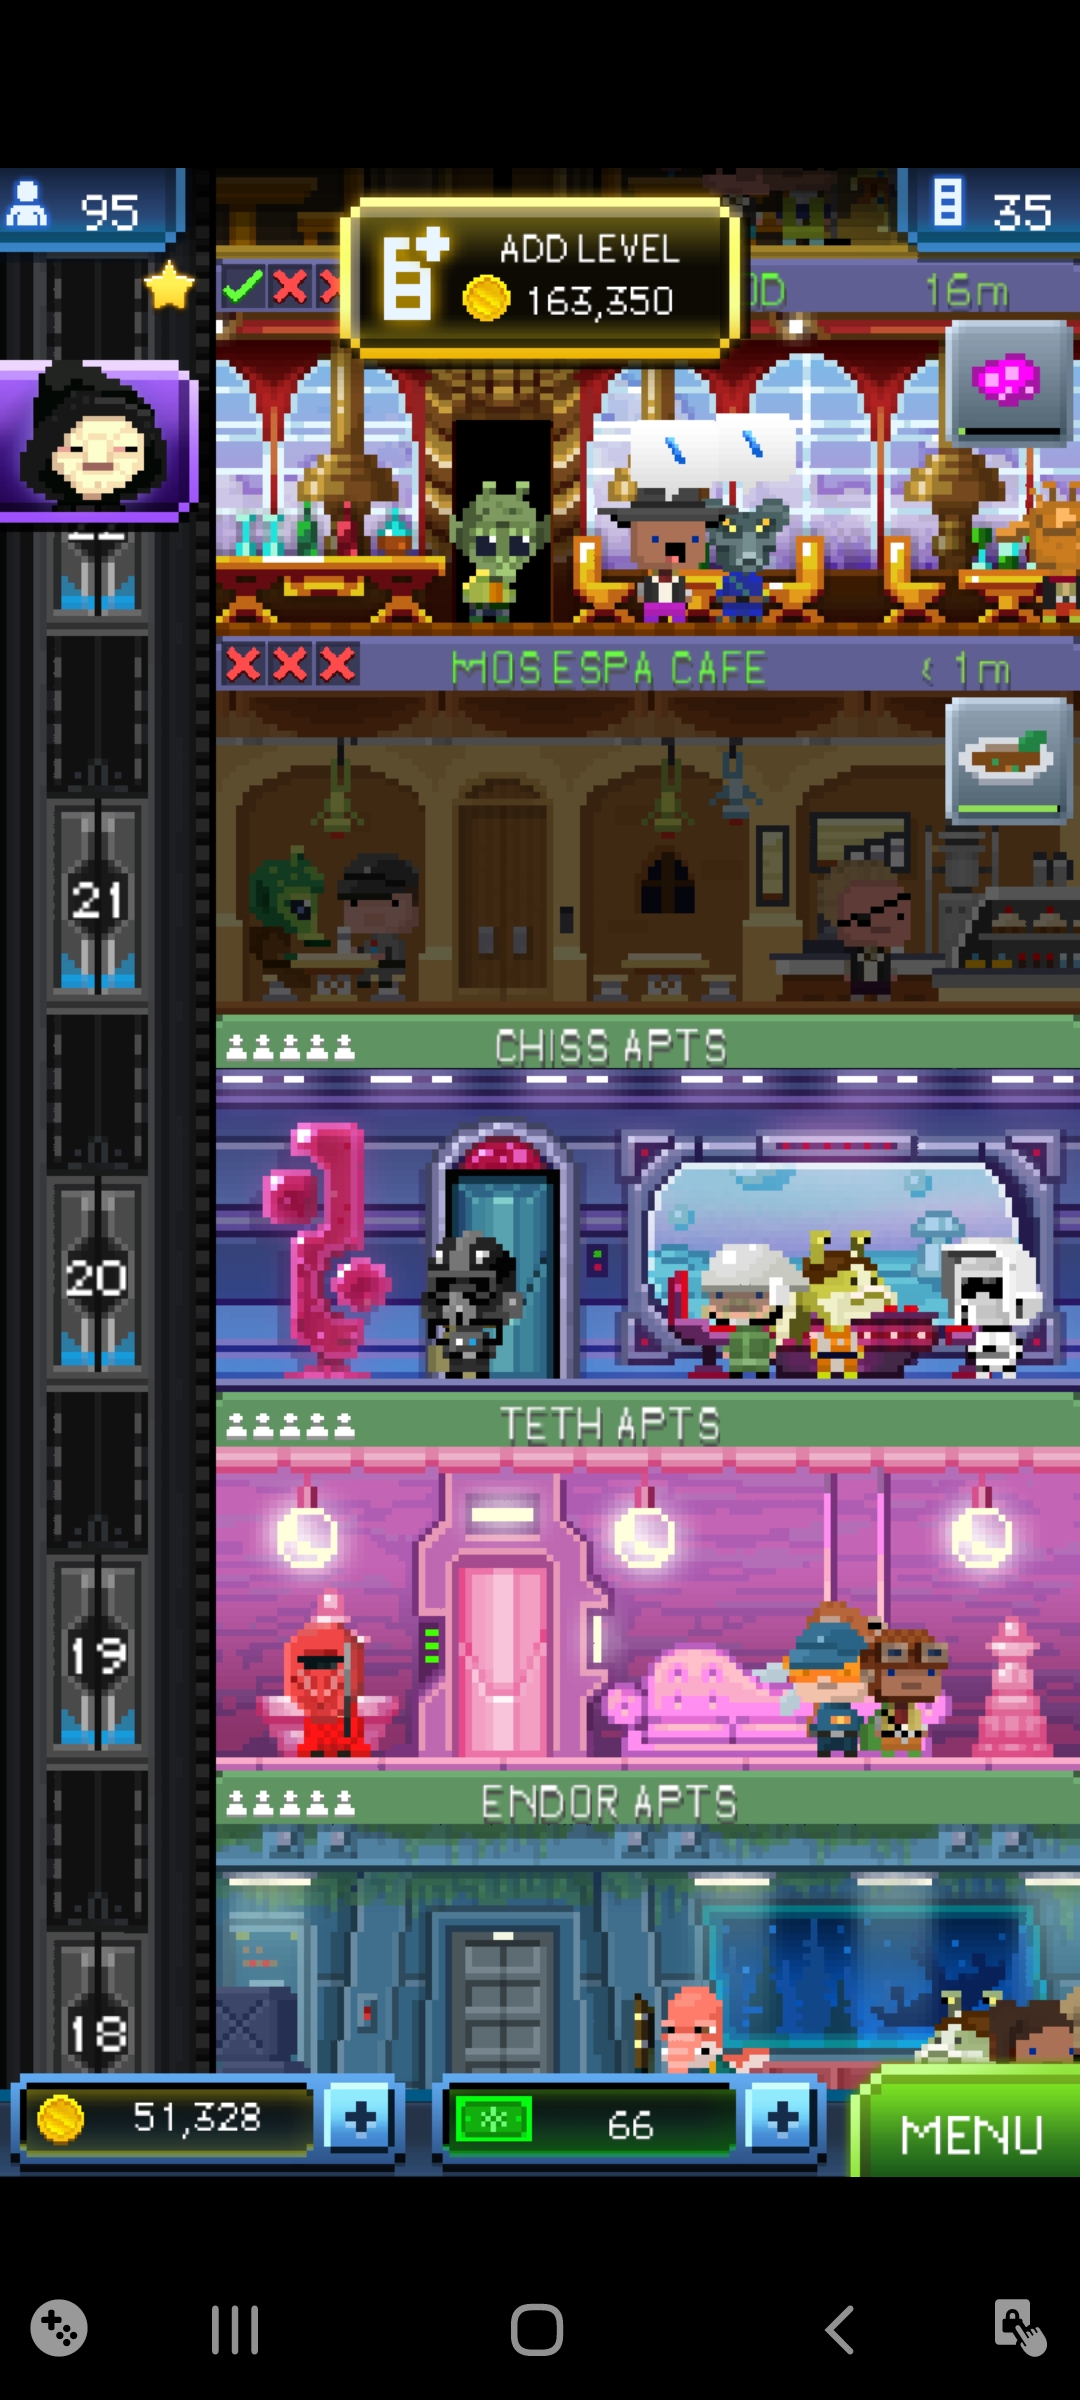 95
35
ADD LEVEL
163,350
16m
MOS ESPA CAFE
< 1m
21
CHISS APTS
20
TETH APTS
19
ENDOR APTS
18
51,328
66
MENU